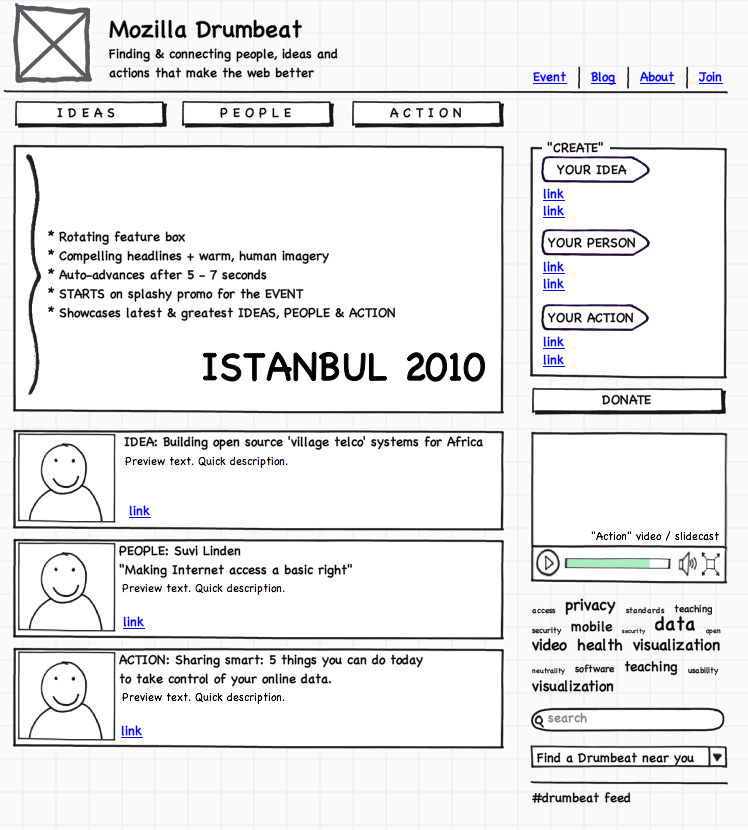 Mozilla Drumbeat
Finding & connecting people, ideas and
actions that make the web better
Event
Blog
About
Join
IDEAS
PEOPLE
ACTION
* Rotating feature box
* Compelling headlines + warm, human imagery
* Auto-advances after 5 - 7 seconds
* STARTS on splashy promo for the EVENT
* Showcases latest & greatest IDEAS, PEOPLE & ACTION
ISTANBUL 2010
IDEA: Building open source 'village telco' systems for Africa
Preview text. Quick description.
link
PEOPLE: Suvi Linden
"Making Internet access a basic right"
Preview text. Quick description.
link
ACTION: Sharing smart: 5 things you can do today
to take control of your online data.
Preview text. Quick description.
link
"CREATE"
YOUR IDEA
link
link
YOUR PERSON
link
link
YOUR ACTION
link
link
DONATE
"Action" video / slidecast
access privacy standards teaching
security mobile security data open
video health visualization
neutrality software teaching usability
visualization
search
Find a Drumbeat near you
#drumbeat feed